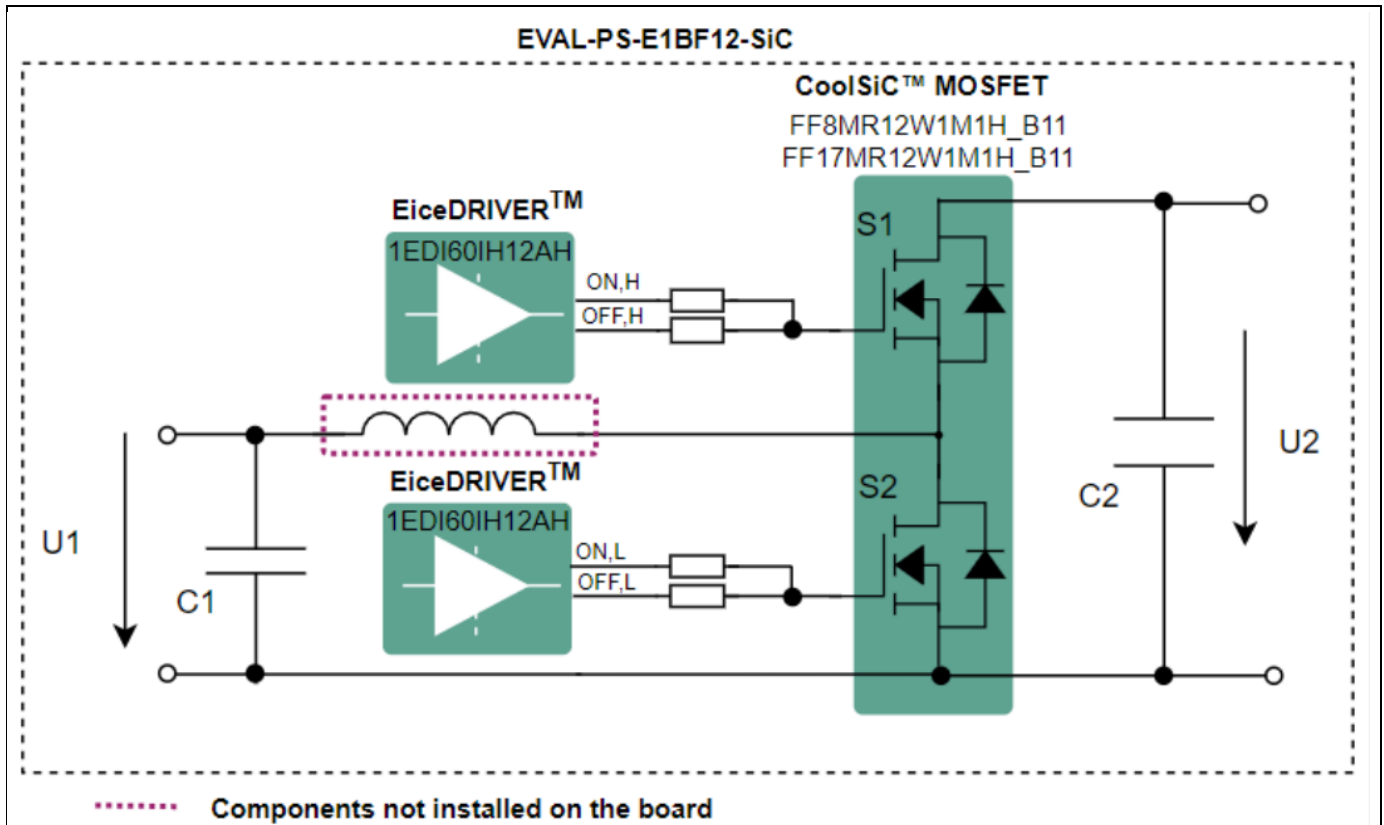 EVAL-PS-E1BF12-SiC
CoolSiC™ MOSFET
FF8MR12W1M1H_B11
FF17MR12W1M1H_B11
EiceDRIVER™
1EDI60IH12AH
ON,H
OFF,H
S1
EiceDRIVER™
1EDI60IH12AH
ON,L
OFF,L
S2
U1
C1
C2
U2
Components not installed on the board